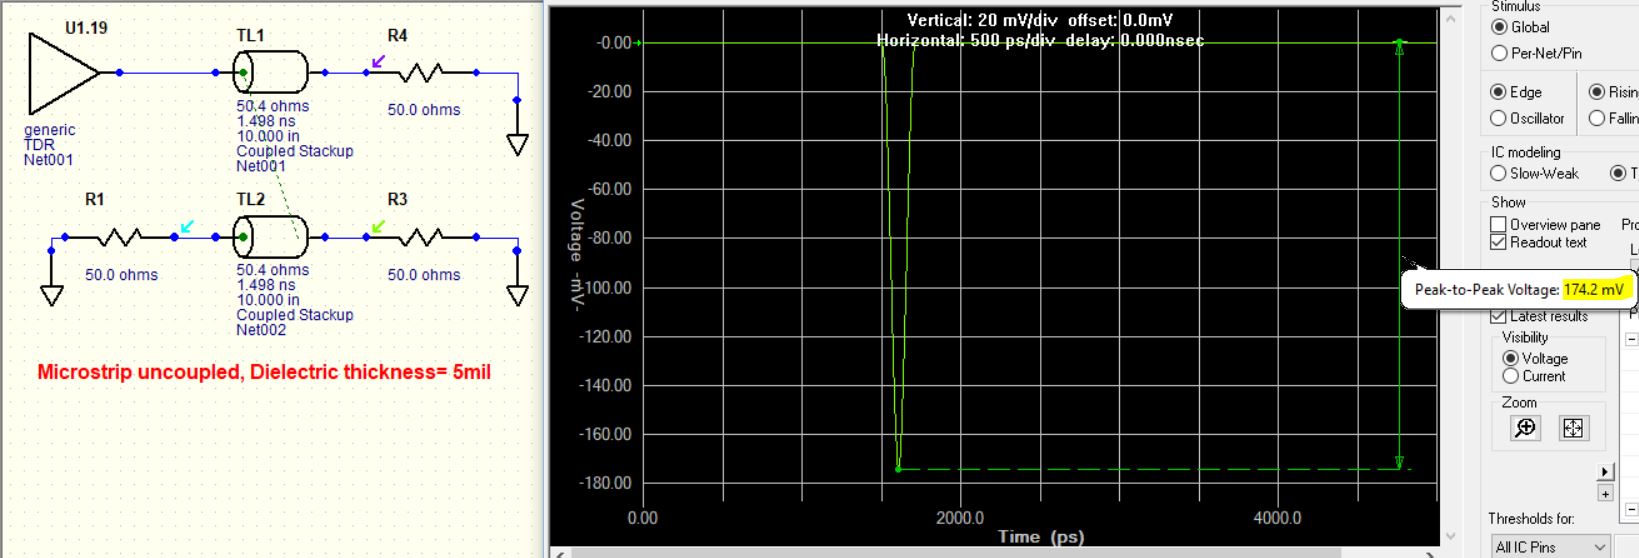 U1.19
TL1
R4
50.4 ohms
1.498 ns
10.000 in
Coupled Stackup
Net001
50.0 ohms
generic
TDR
Net001
R1
TL2
R3
50.0 ohms
50.4 ohms
1.498 ns
10.000 in
Coupled Stackup
Net002
50.0 ohms
Microstrip uncoupled, Dielectric thickness= 5mil
Vertical: 20 mV/div offset: 0.0mV
Horizontal: 500 ps/div delay: 0.000nsec
-0.00
-20.00
-40.00
-60.00
-80.00
-100.00
-120.00
-140.00
-160.00
-180.00
Voltage -mV-
0.00
2000.0
4000.0
Time (ps)
Peak-to-Peak Voltage: 174.2 mV
Stimulus
Global
Per-Net/Pin
Edge
Risin
Oscillator
Fallin
IC modeling
Slow-Weak
T
Show
Overview pane
Pro
Readout text
Latest results
Visibility
Voltage
Current
Zoom
Thresholds for:
All IC Pins